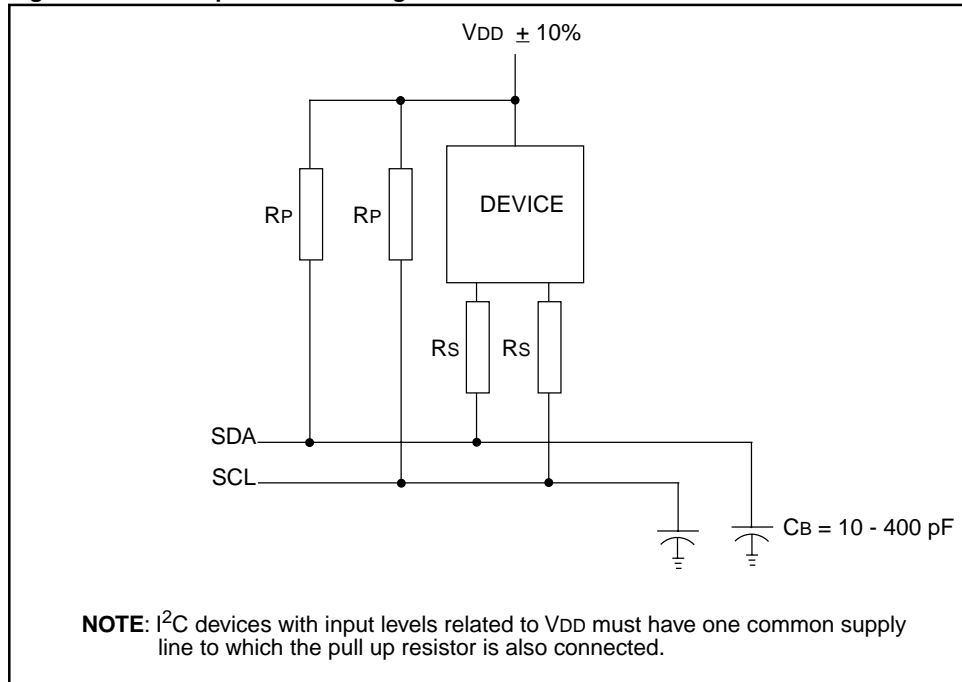 VDD ± 10%
RP
RP
DEVICE
RS
RS
SDA
SCL
CB = 10 - 400 pF
NOTE: I²C devices with input levels related to VDD must have one common supply
line to which the pull up resistor is also connected.